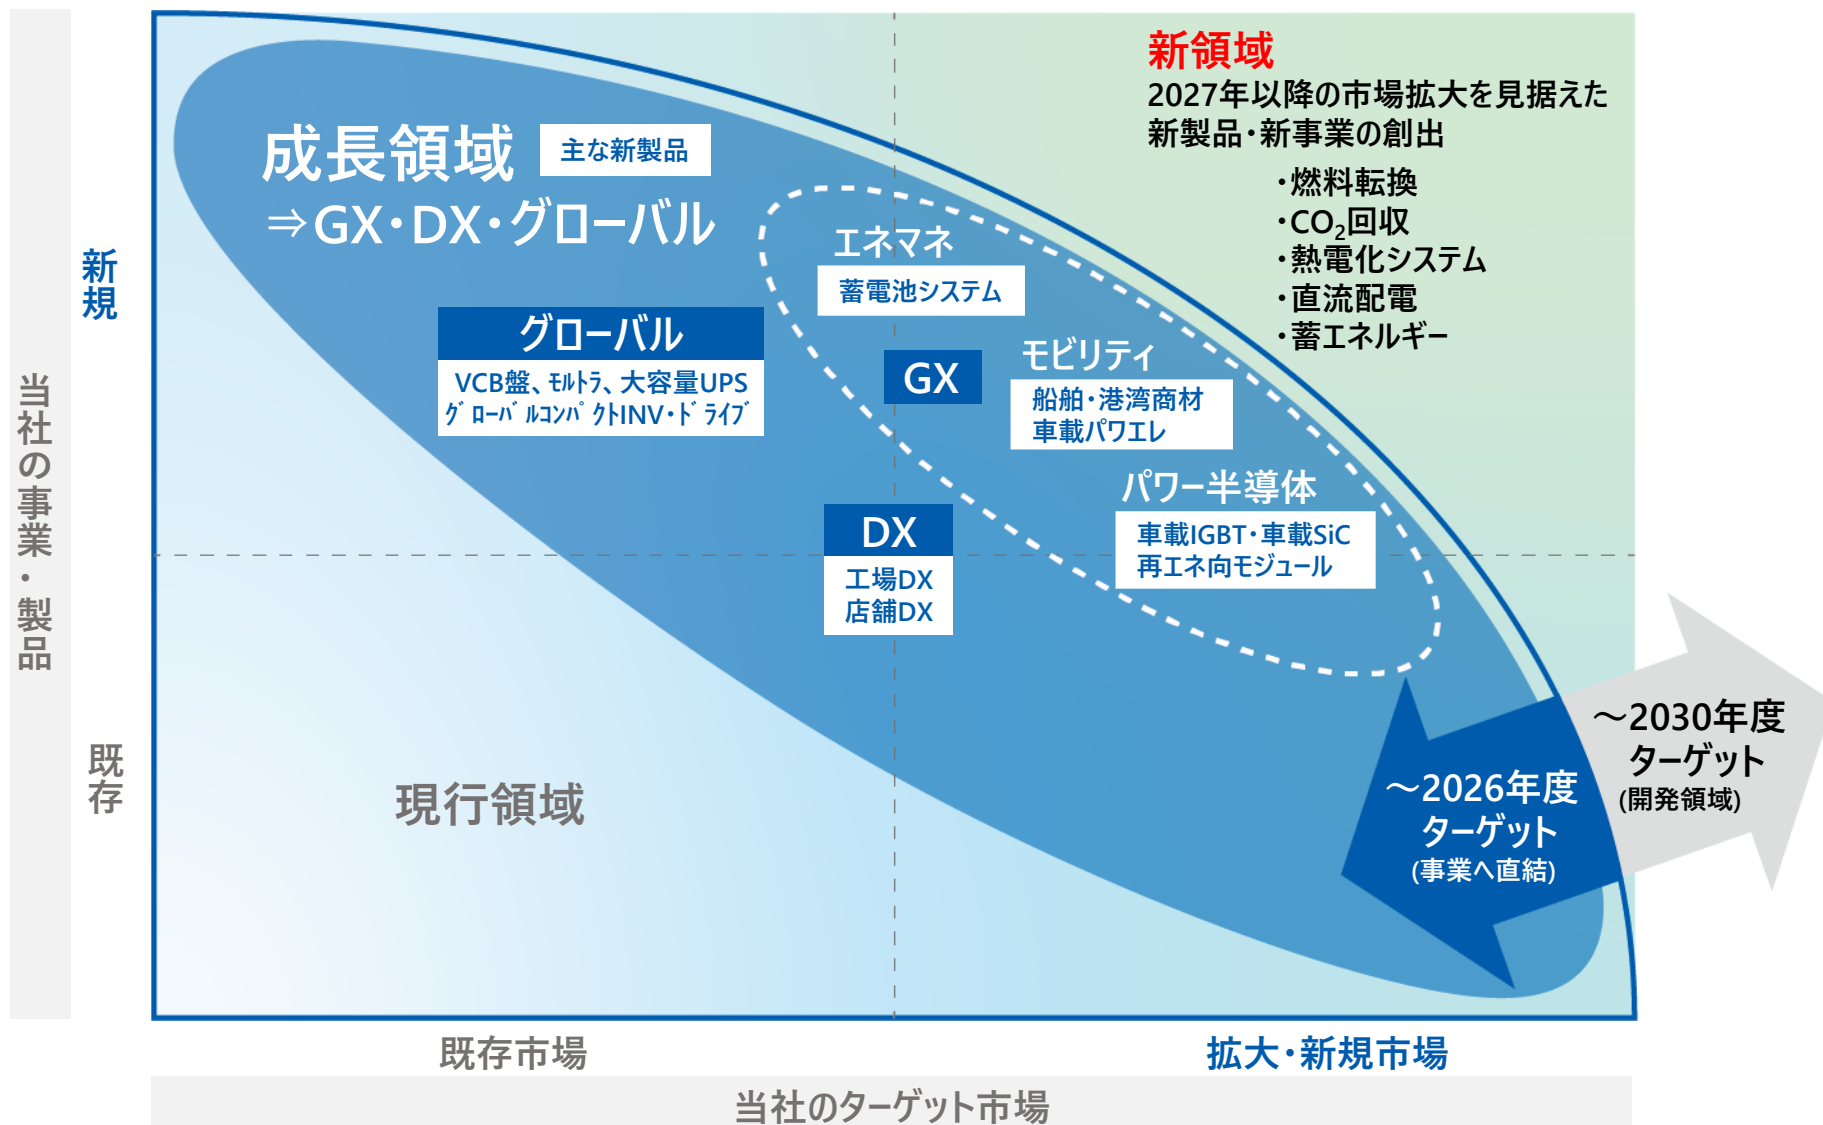 新領域
2027年以降の市場拡大を見据えた
新製品・新事業の創出
・燃料転換
・CO₂回収
・熱電化システム
・直流配電
・蓄エネルギー
成長領域
主な新製品
⇒GX・DX・グローバル
エネマネ
蓄電池システム
グローバル
VCB盤、ﾓﾙﾄﾗ、大容量UPS
ｸﾞﾛｰﾊﾞﾙｺﾝﾊﾟｸﾄINV・ﾄﾞﾗｲﾌﾞ
GX
モビリティ
船舶・港湾商材
車載パワエレ
パワー半導体
車載IGBT・車載SiC
再エネ向モジュール
DX
工場DX
店舗DX
現行領域
～2026年度
ターゲット
(事業へ直結)
～2030年度
ターゲット
(開発領域)
新規
当社の事業・製品
既存
既存市場
拡大・新規市場
当社のターゲット市場